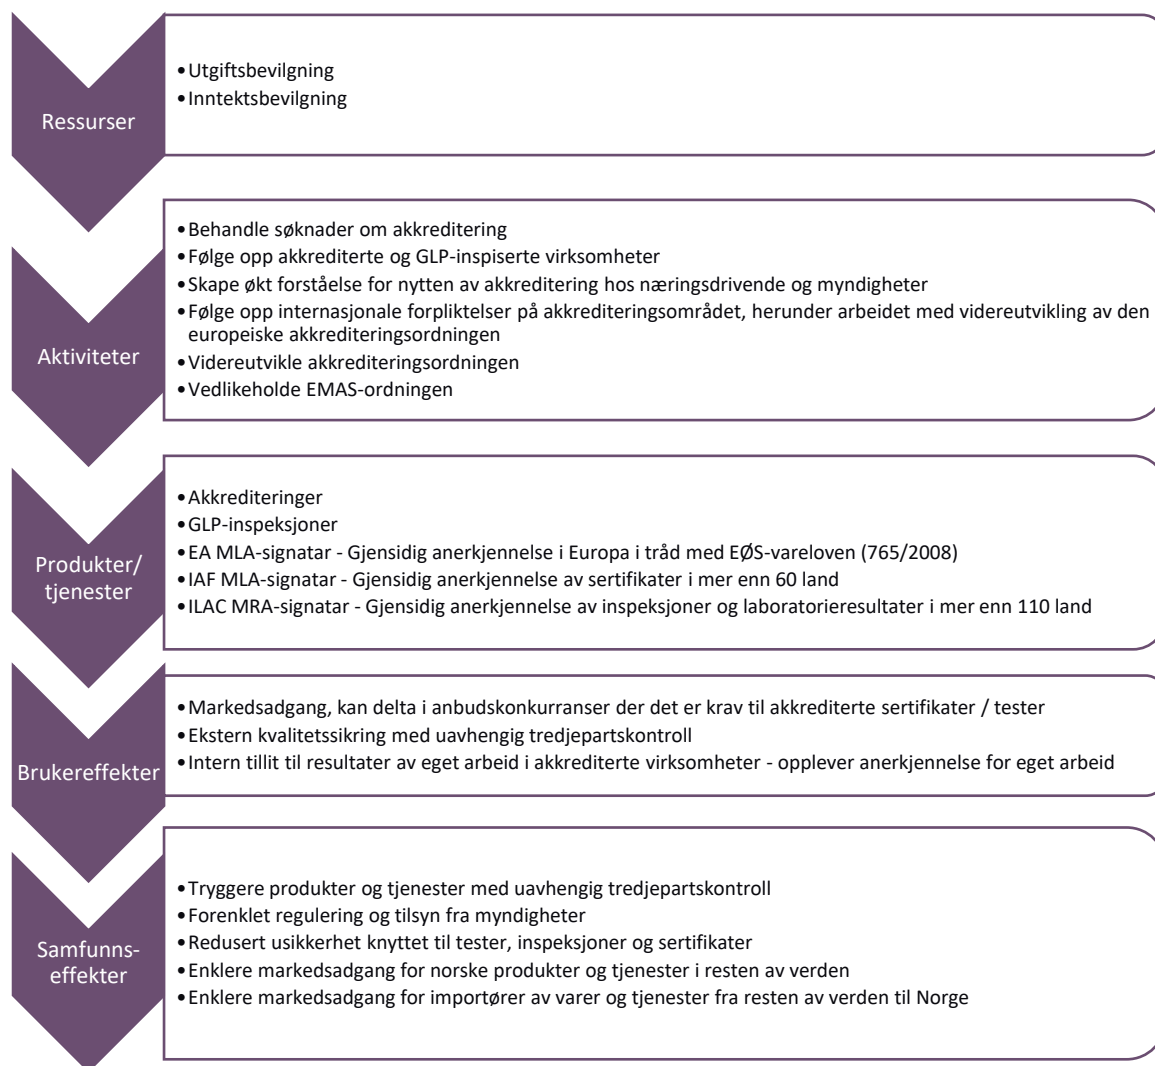 Ressurser
•Utgiftsbevilgning
•Inntektsbevilgning
Aktiviteter
•Behandle søknader om akkreditering
•Følge opp akkrediterte og GLP-inspiserte virksomheter
•Skape økt forståelse for nytten av akkreditering hos næringsdrivende og myndigheter
•Følge opp internasjonale forpliktelser på akkrediteringsområdet, herunder arbeidet med videreutvikling av den
europeiske akkrediteringsordningen
•Videreutvikle akkrediteringsordningen
•Vedlikeholde EMAS-ordningen
Produkter/
tjenester
•Akkrediteringer
•GLP-inspeksjoner
•EA MLA-signatar - Gjensidig anerkjennelse i Europa i tråd med EØS-vareloven (765/2008)
•IAF MLA-signatar - Gjensidig anerkjennelse av sertifikater i mer enn 60 land
•ILAC MRA-signatar - Gjensidig anerkjennelse av inspeksjoner og laboratorieresultater i mer enn 110 land
Brukereffekter
•Markedsadgang, kan delta i anbudskonkurranser der det er krav til akkrediterte sertifikater / tester
•Ekstern kvalitetssikring med uavhengig tredjepartskontroll
•Intern tillit til resultater av eget arbeid i akkrediterte virksomheter - opplever anerkjennelse for eget arbeid
Samfunns-
effekter
•Tryggere produkter og tjenester med uavhengig tredjepartskontroll
•Forenklet regulering og tilsyn fra myndigheter
•Redusert usikkerhet knyttet til tester, inspeksjoner og sertifikater
•Enklere markedsadgang for norske produkter og tjenester i resten av verden
•Enklere markedsadgang for importører av varer og tjenester fra resten av verden til Norge